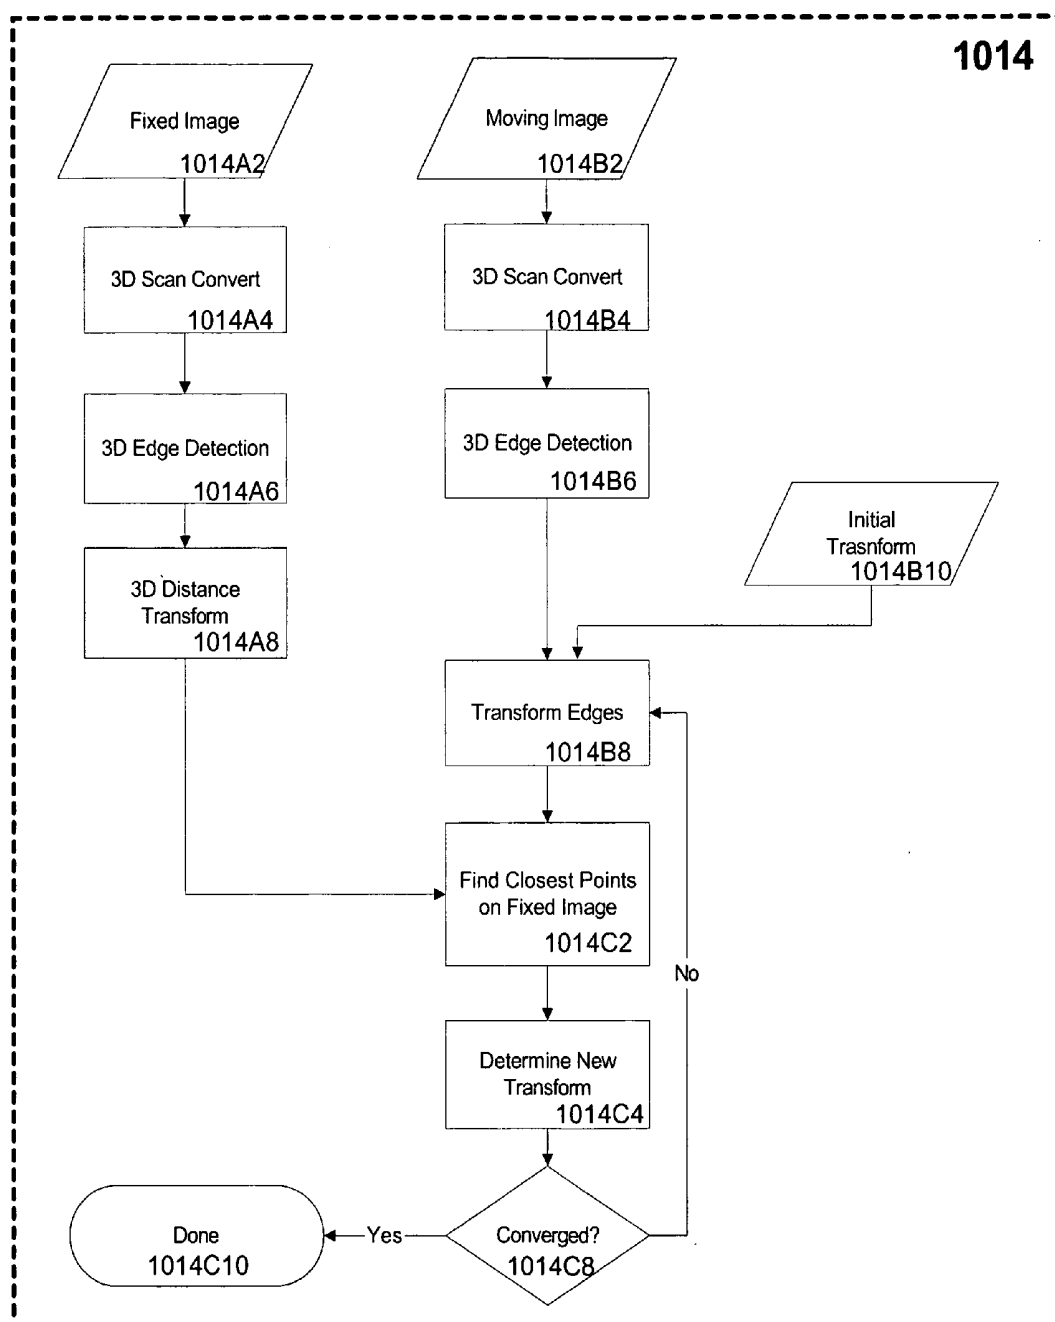 1014
Fixed Image
1014A2
Moving Image
1014B2
3D Scan Convert
1014A4
3D Scan Convert
1014B4
3D Edge Detection
1014A6
3D Edge Detection
1014B6
Initial
Trasnform
1014B10
3D Distance
Transform
1014A8
Transform Edges
1014B8
Find Closest Points
on Fixed Image
1014C2
No
Determine New
Transform
1014C4
Done
1014C10
Yes
Converged?
1014C8